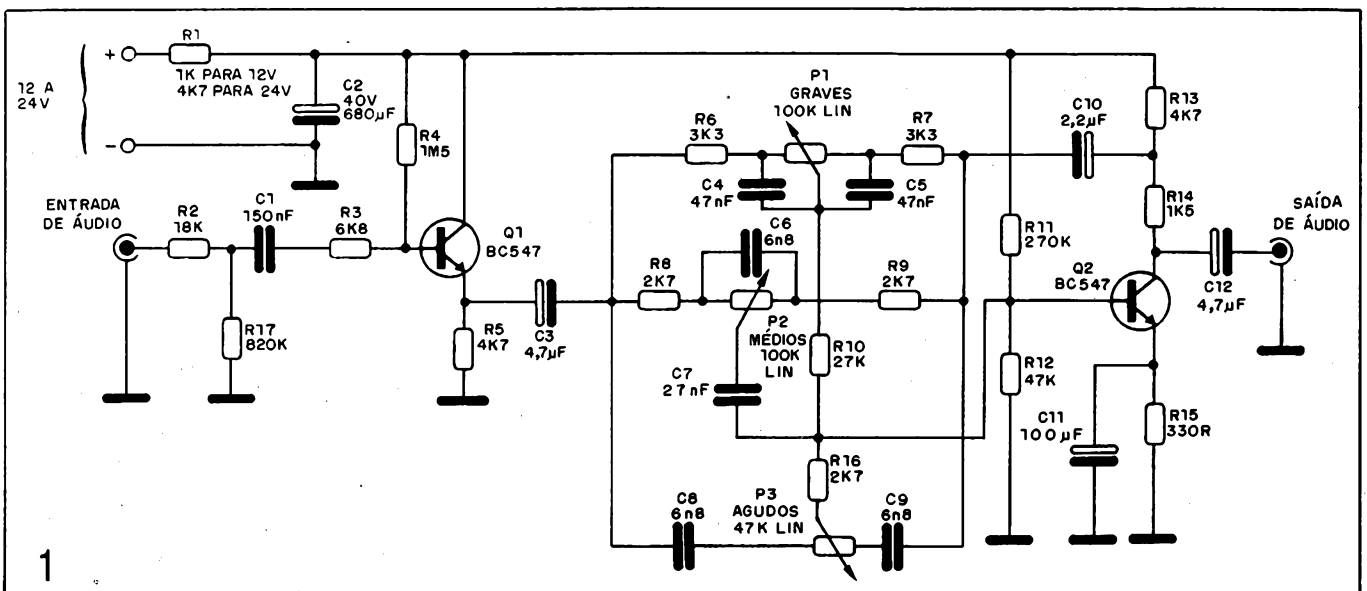 12 A
24V
+
-
R1
1K PARA 12V
4K7 PARA 24V
C2
40V
680µF
R4
1M5
ENTRADA
DE ÁUDIO
R2
18K
C1
150nF
R3
6K8
R17
820K
Q1
BC547
R5
4K7
C3
4,7µF
R6
3K3
P1
GRAVES
100K LIN
R7
3K3
C4
47nF
C5
47nF
C6
6n8
R8
2K7
R9
2K7
P2
MÉDIOS
100K
LIN
C7
27nF
R10
27K
R16
2K7
C8
6n8
P3
AGUDOS
47K LIN
C9
6n8
C10
2,2µF
R13
4K7
R14
1K5
R11
270K
Q2
BC547
SAÍDA
DE ÁUDIO
C12
4,7µF
R12
47K
C11
100µF
R15
330R
1